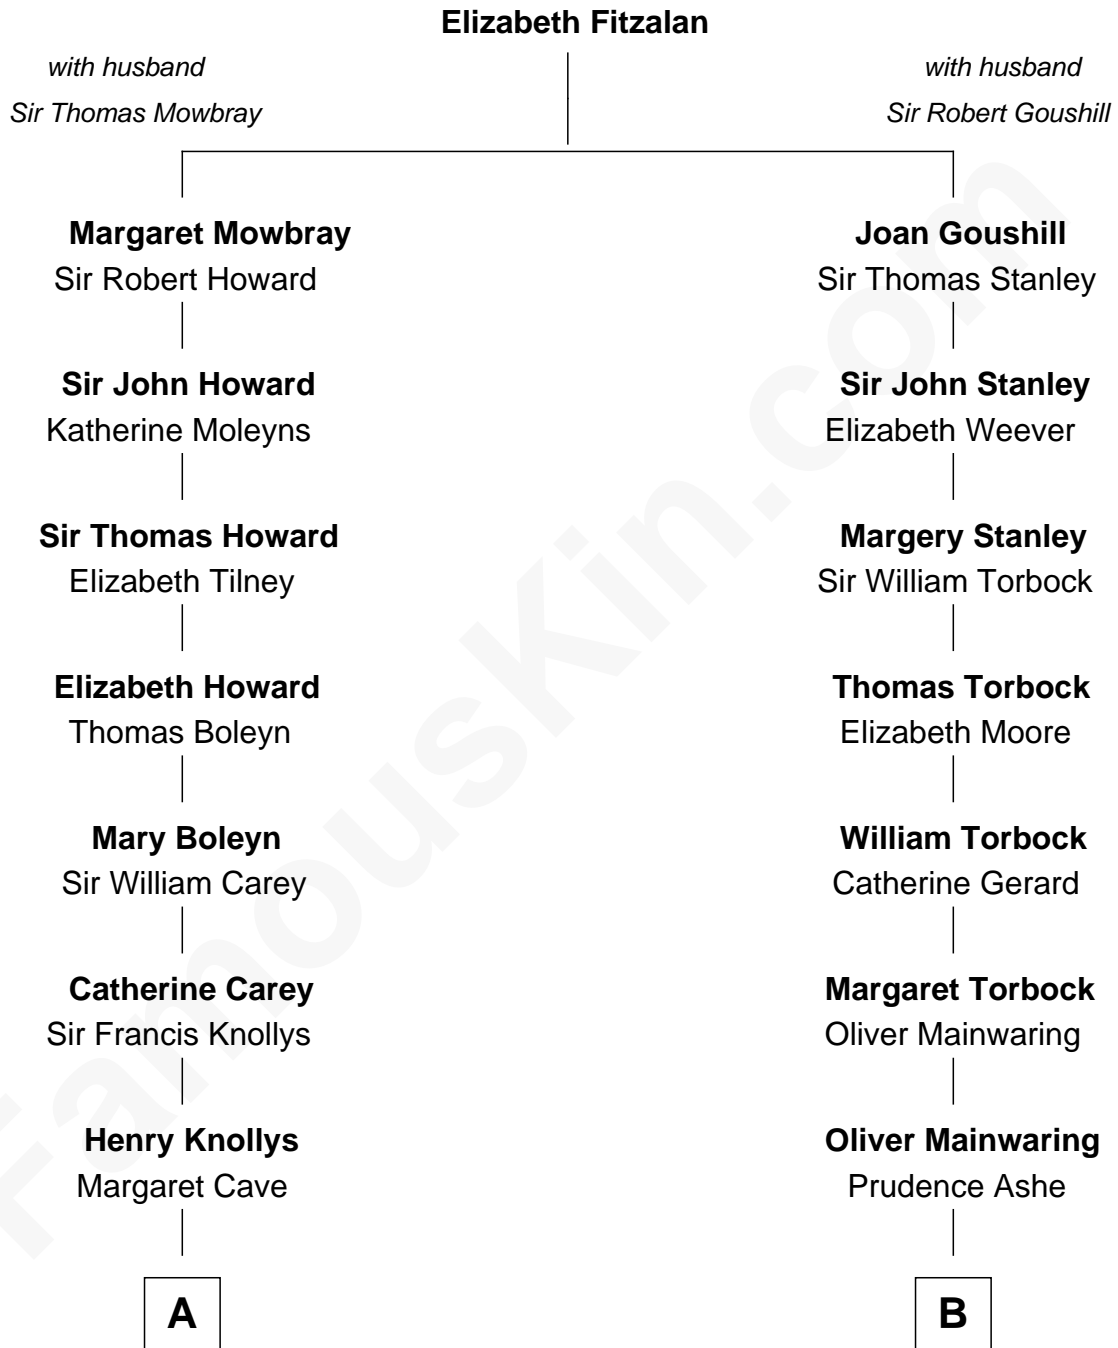 Elizabeth Fitzalan
with husband
Sir Thomas Mowbray
with husband
Sir Robert Goushill
Margaret Mowbray
Sir Robert Howard
Joan Goushill
Sir Thomas Stanley
Sir John Howard
Katherine Moleyns
Sir John Stanley
Elizabeth Weever
Sir Thomas Howard
Elizabeth Tilney
Margery Stanley
Sir William Torbock
Elizabeth Howard
Thomas Boleyn
Thomas Torbock
Elizabeth Moore
Mary Boleyn
Sir William Carey
William Torbock
Catherine Gerard
Catherine Carey
Sir Francis Knollys
Margaret Torbock
Oliver Mainwaring
Henry Knollys
Margaret Cave
Oliver Mainwaring
Prudence Ashe
A
B
FamousKin.com